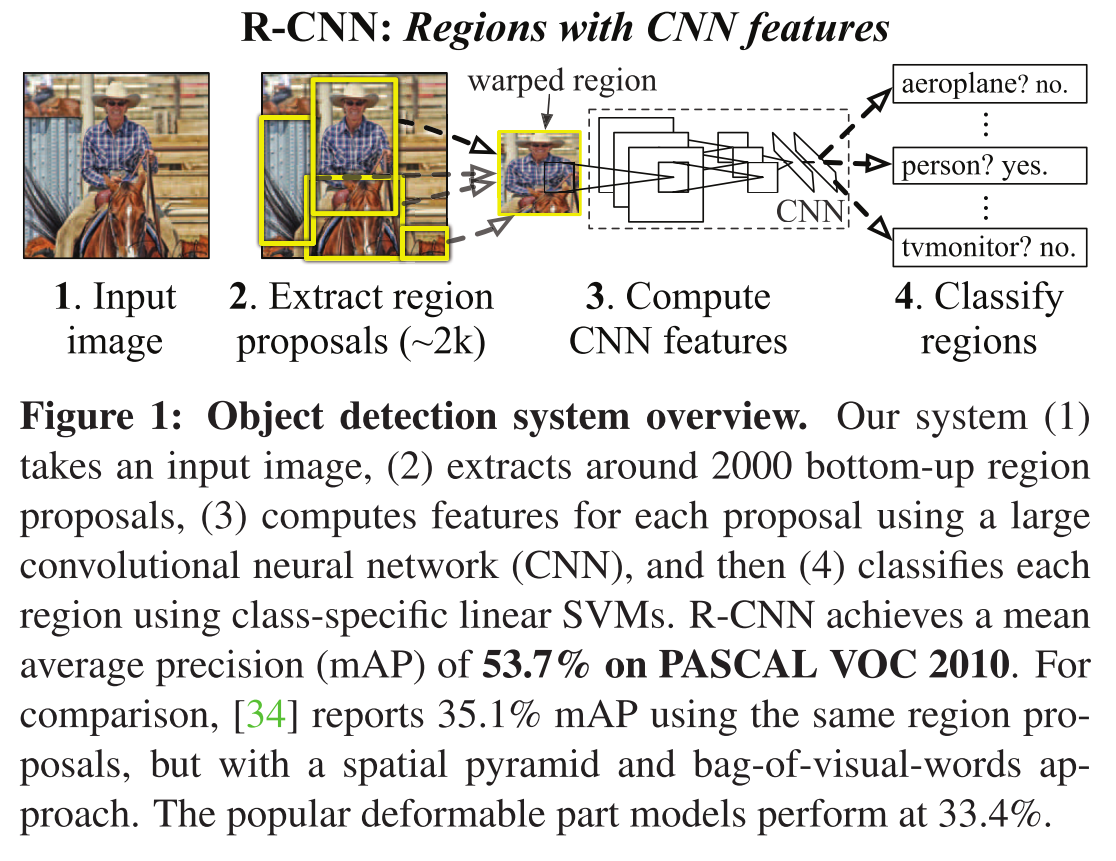 R-CNN: Regions with CNN features
warped region
aeroplane? no.
person? yes.
tvmonitor? no.
CNN
1. Input
image
2. Extract region
proposals (~2k)
3. Compute
CNN features
4. Classify
regions
Figure 1: Object detection system overview. Our system (1)
takes an input image, (2) extracts around 2000 bottom-up region
proposals, (3) computes features for each proposal using a large
convolutional neural network (CNN), and then (4) classifies each
region using class-specific linear SVMs. R-CNN achieves a mean
average precision (mAP) of 53.7% on PASCAL VOC 2010. For
comparison, [34] reports 35.1% mAP using the same region pro-
posals, but with a spatial pyramid and bag-of-visual-words ap-
proach. The popular deformable part models perform at 33.4%.